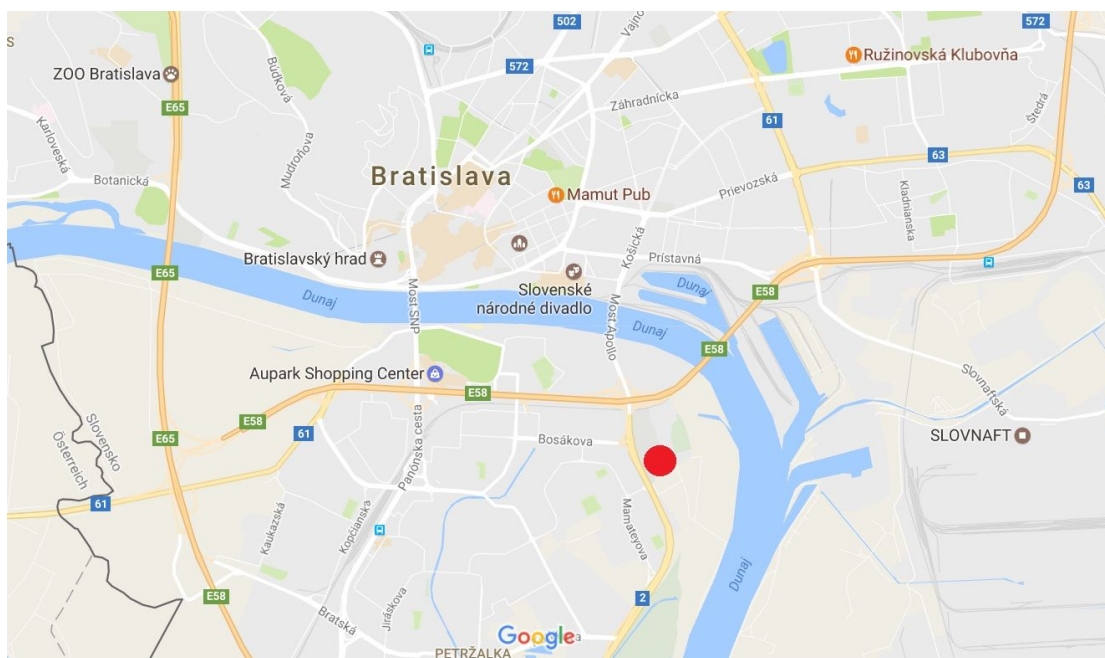 502
Vajno
572
S
ZOO Bratislava
Búdková
572
Ružinovská Klubovňa
E65
Záhradnícka
61
Štedrá
Karloveská
Mudroňova
63
Botanická
Bratislava
Mamut Pub
Prievozská
Kladnianska
63
Bratislavský hrad
Košická
Prístavná
E65
Dunaj
Most SNP
Slovenské
národné divadlo
Dunaj
E58
Most Apollo
Dunaj
E58
Aupark Shopping Center
E58
Slovnaftská
E58
61
Panónska cesta
Bosákova
SLOVNAFT
E65
Slovensko
Österreich
61
Kaukazská
Kopčianska
Mamateyova
Dunaj
E58
Bratská
Jiráskova
2
Google
a
PETRŽALKA